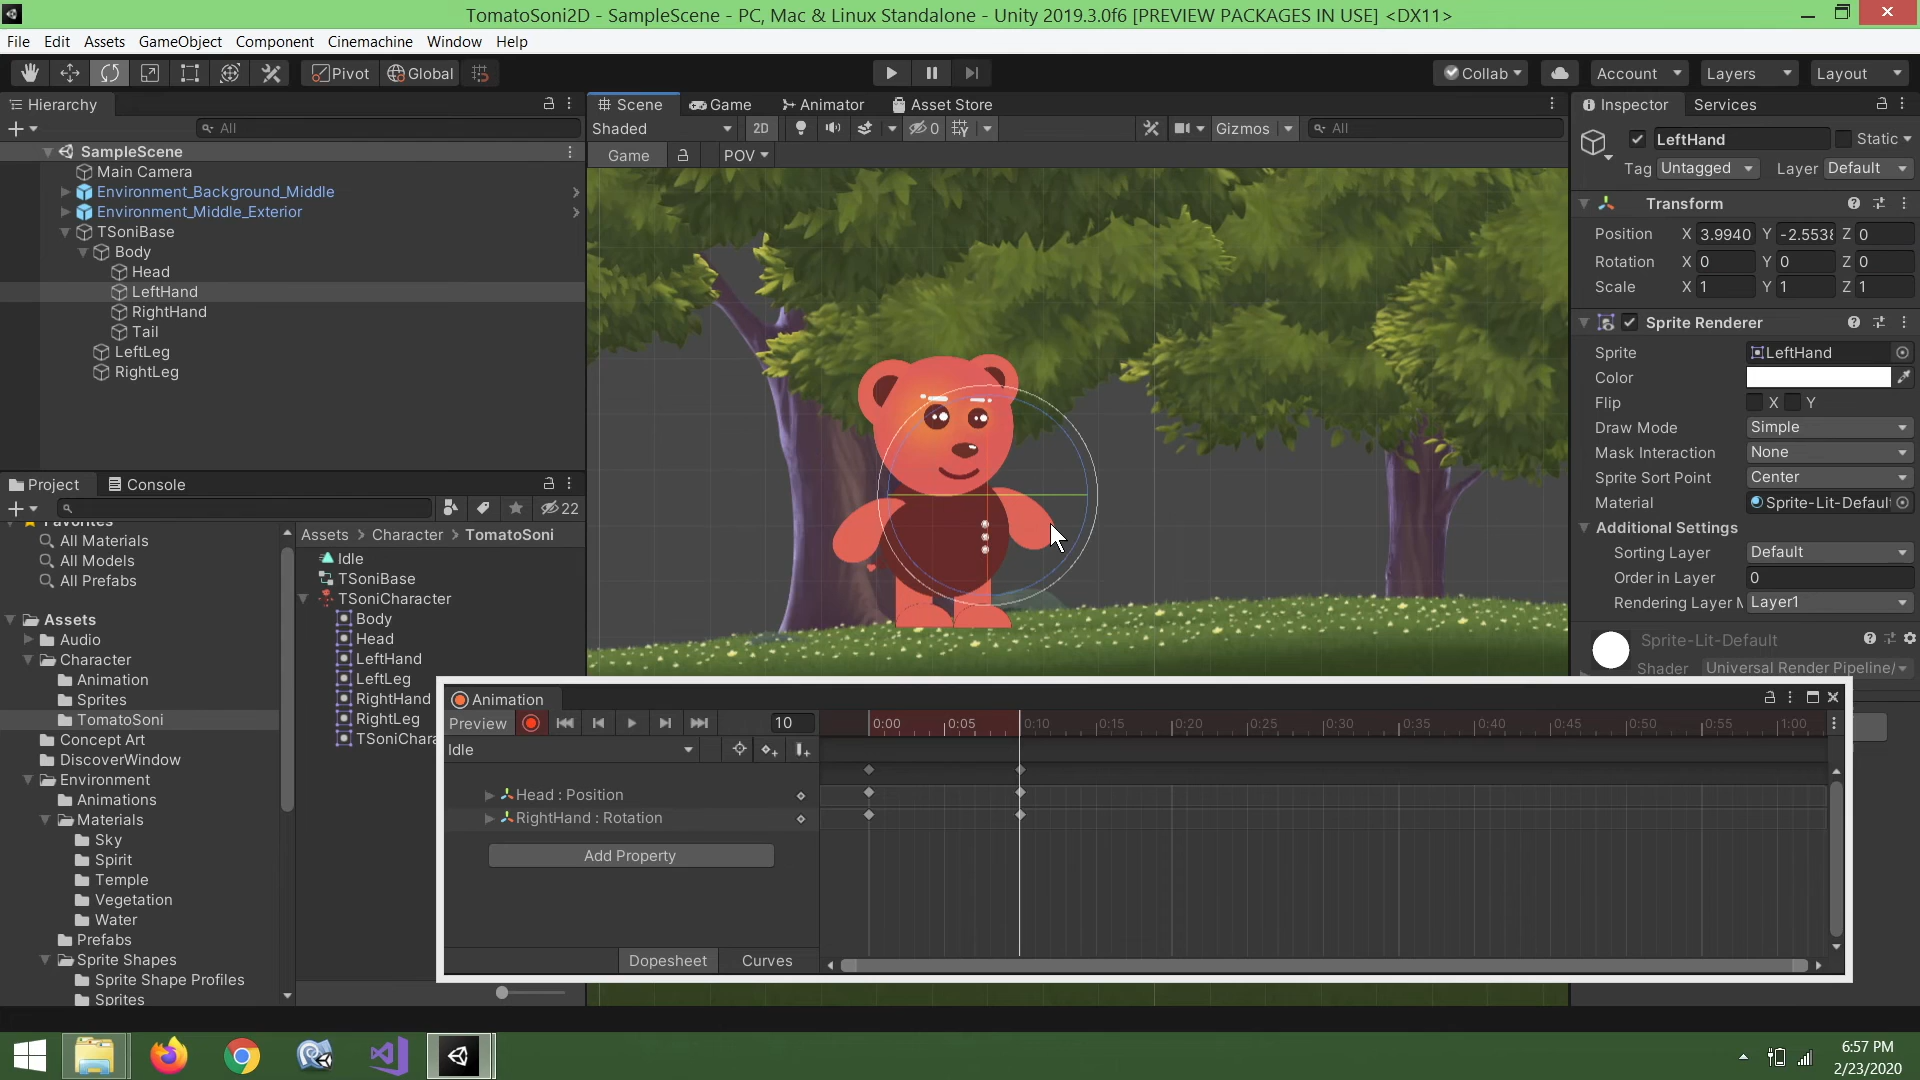 TomatoSoni2D - SampleScene - PC, Mac & Linux Standalone - Unity 2019.3.0f6 [PREVIEW PACKAGES IN USE] <DX11>
File Edit Assets GameObject Component Cinemachine Window Help
Pivot Global
Collab Account Layers Layout
Hierarchy
All
SampleScene
Main Camera
Environment_Background_Middle
Environment_Middle_Exterior
TSoniBase
Body
Head
LeftHand
RightHand
Tail
LeftLeg
RightLeg
Scene Game Animator Asset Store
Shaded 2D 0 Gizmos All
Game POV
Inspector Services
LeftHand Static
Tag Untagged Layer Default
Transform
Position X 3.9940 Y -2.5538 Z 0
Rotation X 0 Y 0 Z 0
Scale X 1 Y 1 Z 1
Sprite Renderer
Sprite LeftHand
Color
Flip X Y
Draw Mode Simple
Mask Interaction None
Sprite Sort Point Center
Material Sprite-Lit-Default
Additional Settings
Sorting Layer Default
Order in Layer 0
Rendering Layer M Layer1
Sprite-Lit-Default
Shader Universal Render Pipeline/
Project Console
22
Favorites
All Materials
All Models
All Prefabs
Assets
Audio
Character
Animation
Sprites
TomatoSoni
Concept Art
DiscoverWindow
Environment
Animations
Materials
Sky
Spirit
Temple
Vegetation
Water
Prefabs
Sprite Shapes
Sprite Shape Profiles
Sprites
Assets > Character > TomatoSoni
Idle
TSoniBase
TSoniCharacter
Body
Head
LeftHand
LeftLeg
RightHand
RightLeg
TSoniChara
Animation
Preview 10 0:00 0:05 0:10 0:15 0:20 0:25 0:30 0:35 0:40 0:45 0:50 0:55 1:00
Idle
Head : Position
RightHand : Rotation
Add Property
Dopesheet Curves
6:57 PM
2/23/2020